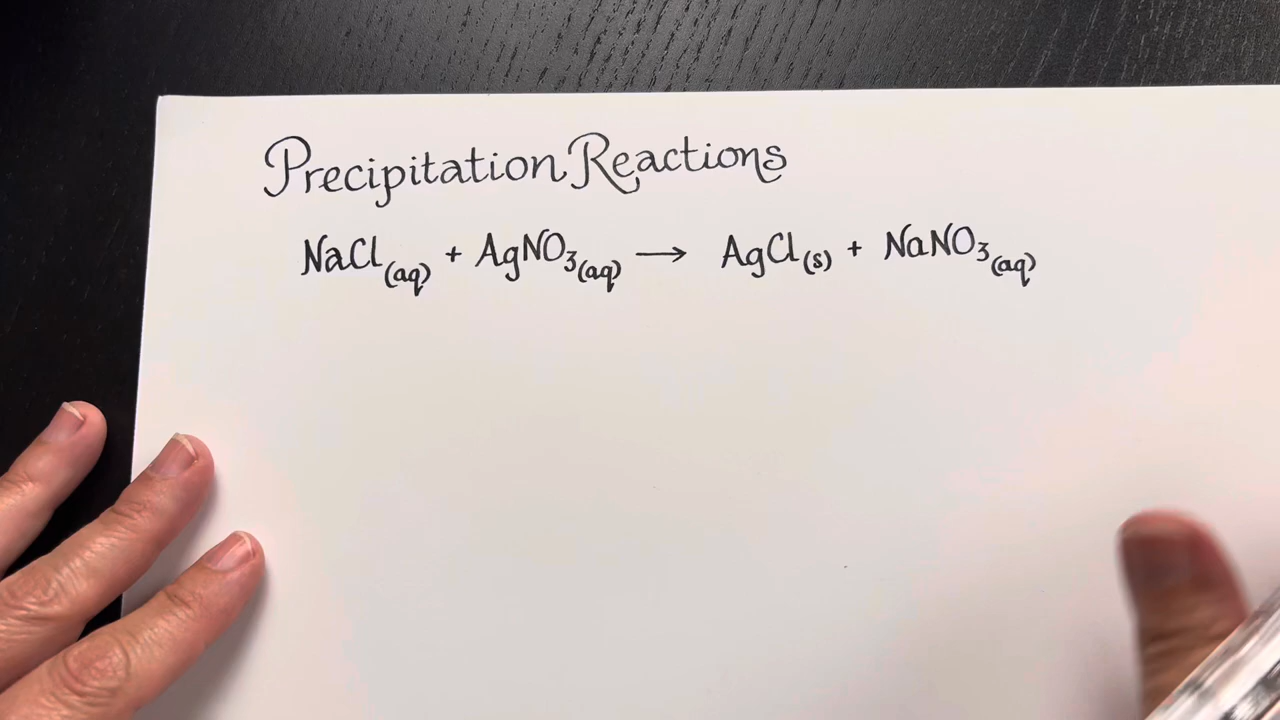 Precipitation Reactions
NaCl(aq) + AgNO₃(aq) → AgCl(s) + NaNO₃(aq)